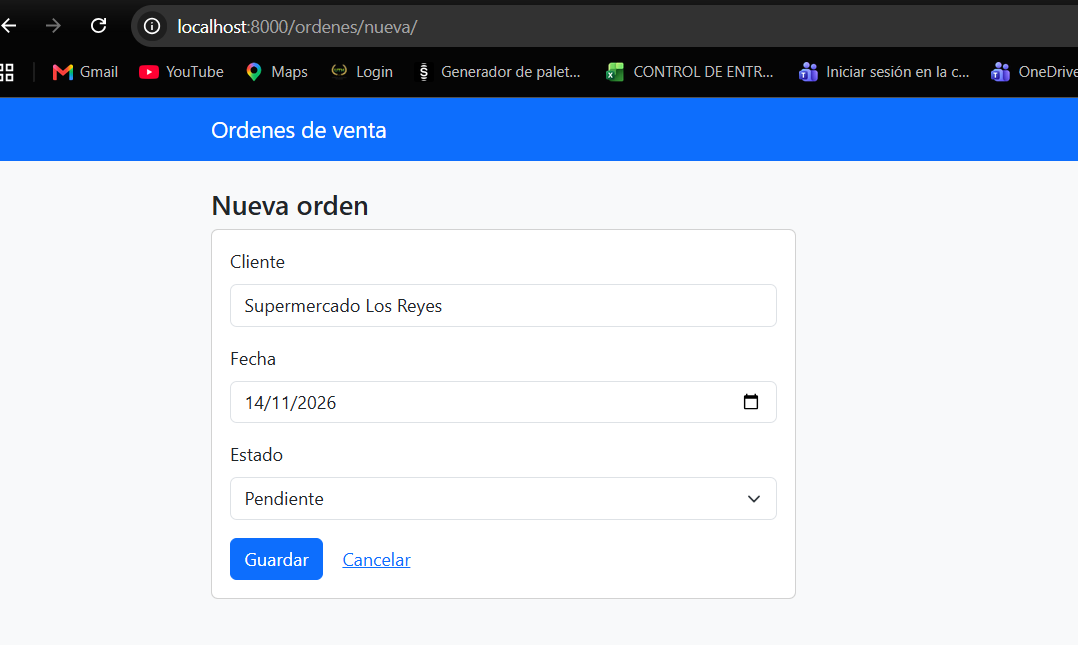 localhost:8000/ordenes/nueva/
Gmail YouTube Maps Login Generador de palet... CONTROL DE ENTR... Iniciar sesión en la c... OneDrive
Ordenes de venta
Nueva orden
Cliente
Supermercado Los Reyes
Fecha
14/11/2026
Estado
Pendiente
Guardar Cancelar